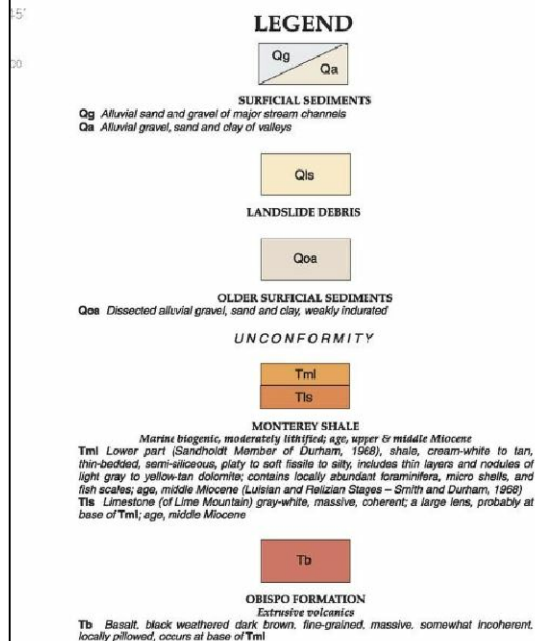 45'
00
LEGEND
Qg
Qa
SURFICIAL SEDIMENTS
Qg Alluvial sand and gravel of major stream channels
Qa Alluvial gravel, sand and clay of valleys
Qls
LANDSLIDE DEBRIS
Qoa
OLDER SURFICIAL SEDIMENTS
Qoa Dissected alluvial gravel, sand and clay, weakly indurated
UNCONFORMITY
Tml
Tls
MONTEREY SHALE
Marine biogenic, moderately lithified; age, upper & middle Miocene
Tml Lower part (Sandholdt Member of Durham, 1968), shale, cream-white to tan,
thin-bedded, semi-siliceous, platy to soft fissile to silty, includes thin layers and nodules of
light gray to yellow-tan dolomite; contains locally abundant foraminifera, micro shells, and
fish scales; age, middle Miocene (Luisian and Relizian Stages – Smith and Durham, 1968)
Tls Limestone (of Lime Mountain) gray-white, massive, coherent; a large lens, probably at
base of Tml; age, middle Miocene
Tb
OBISPO FORMATION
Extrusive volcanics
Tb Basalt, black weathered dark brown, fine-grained, massive, somewhat incoherent,
locally pillowed, occurs at base of Tml